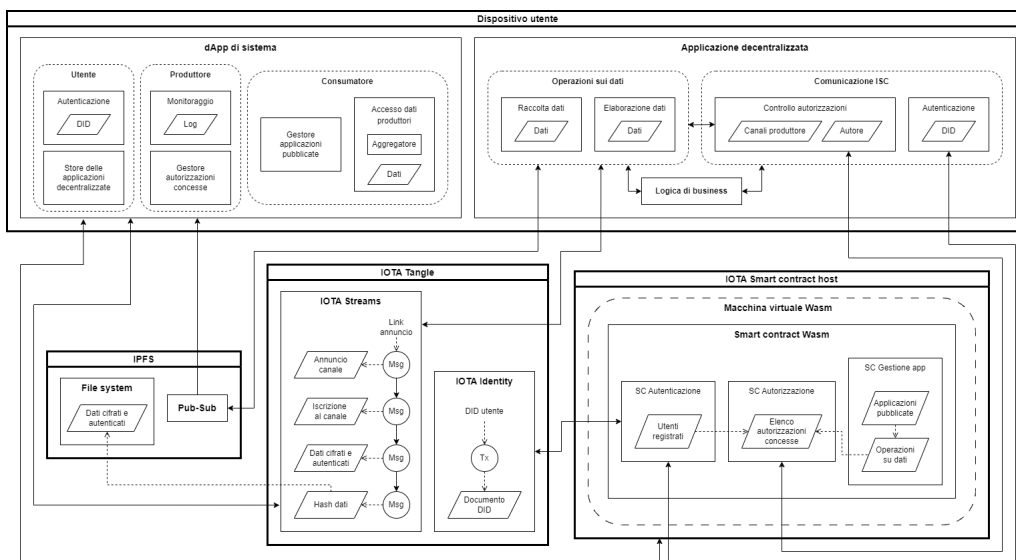 Dispositivo utente
dApp di sistema
Utente
Autenticazione
DID
Store delle
applicazioni
decentralizzate
Produttore
Monitoraggio
Log
Gestore
autorizzazioni
concesse
Consumatore
Gestore
applicazioni
pubblicate
Accesso dati
produttori
Aggregatore
Dati
Applicazione decentralizzata
Operazioni sui dati
Raccolta dati
Dati
Elaborazione dati
Dati
Comunicazione ISC
Controllo autorizzazioni
Canali produttore
Autore
Autenticazione
DID
Logica di business
IPFS
File system
Dati cifrati e
autenticati
Pub-Sub
IOTA Tangle
IOTA Streams
Link
annuncio
Annuncio
canale
Msg
Iscrizione
al canale
Msg
Dati cifrati e
autenticati
Msg
Hash dati
Msg
IOTA Identity
DID utente
Tx
Documento
DID
IOTA Smart contract host
Macchina virtuale Wasm
Smart contract Wasm
SC Autenticazione
Utenti
registrati
SC Autorizzazione
Elenco
autorizzazioni
concesse
SC Gestione app
Applicazioni
pubblicate
Operazioni
su dati